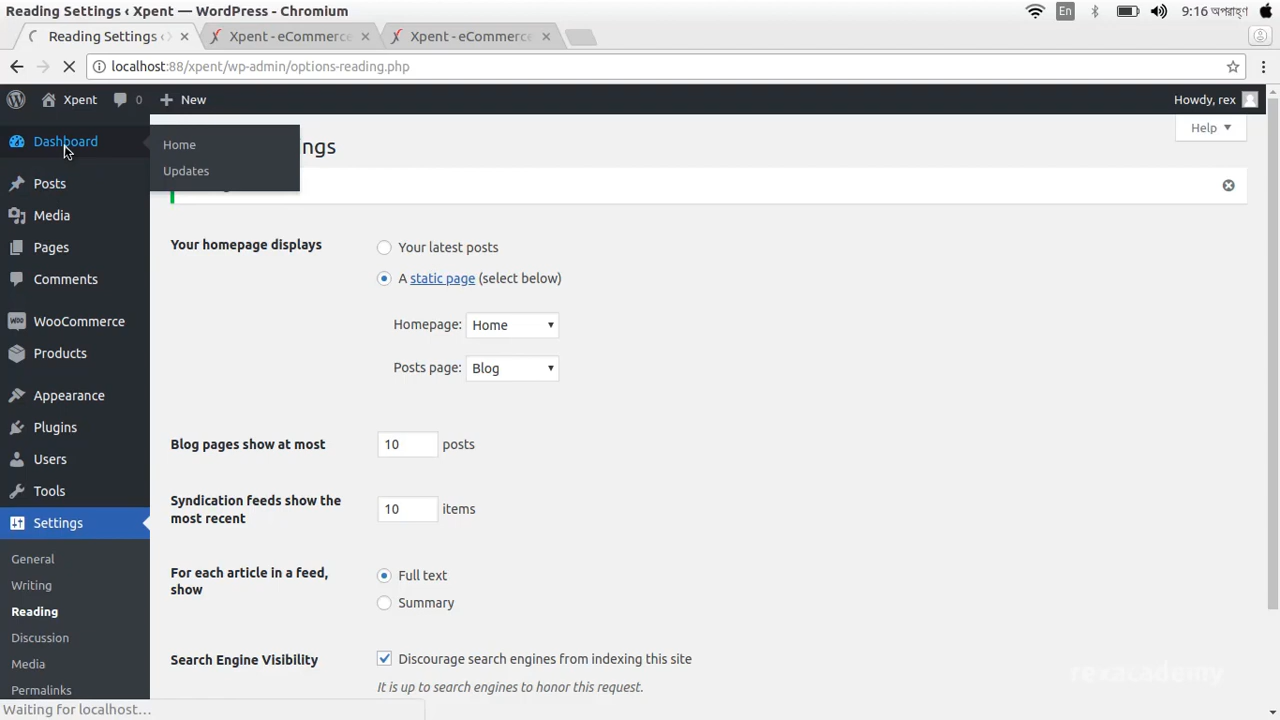 Reading Settings ‹ Xpent — WordPress - Chromium
En
9:16 অপরাহ্ণ
Reading Settings ‹ Xpent
Xpent - eCommerce
Xpent - eCommerce
localhost:88/xpent/wp-admin/options-reading.php
Xpent
0
New
Howdy, rex
Help
Dashboard
Home
Updates
Posts
Media
Pages
Comments
WooCommerce
Products
Appearance
Plugins
Users
Tools
Settings
General
Writing
Reading
Discussion
Media
Permalinks
Your homepage displays
Your latest posts
A static page (select below)
Homepage: Home
Posts page: Blog
Blog pages show at most 10 posts
Syndication feeds show the
most recent
10 items
For each article in a feed,
show
Full text
Summary
Search Engine Visibility
Discourage search engines from indexing this site
It is up to search engines to honor this request.
rexacademy
Waiting for localhost…